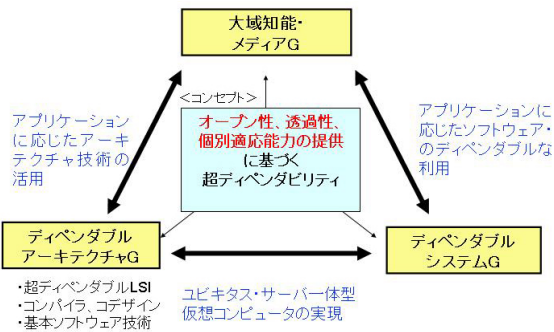 大域知能・
メディアG
<コンセプト>
オープン性、透過性、
個別適応能力の提供
に基づく
超ディペンダビリティ
アプリケーション
に応じたアーキ
テクチャ技術の
活用
アプリケーションに
応じたソフトウェア・
のディペンダブルな
利用
ディペンダブル
アーキテクチャG
ディペンダブル
システムG
・超ディペンダブルLSI
・コンパイラ、コデザイン
・基本ソフトウェア技術
ユビキタス・サーバ一体型
仮想コンピュータの実現